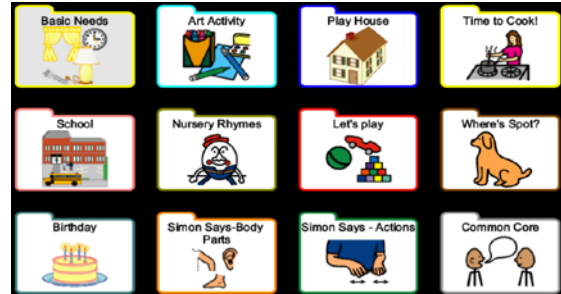 Basic Needs
Art Activity
Play House
Time to Cook!
School
Nursery Rhymes
Let's play
Where's Spot?
Birthday
Simon Says-Body
Parts
Simon Says - Actions
Common Core